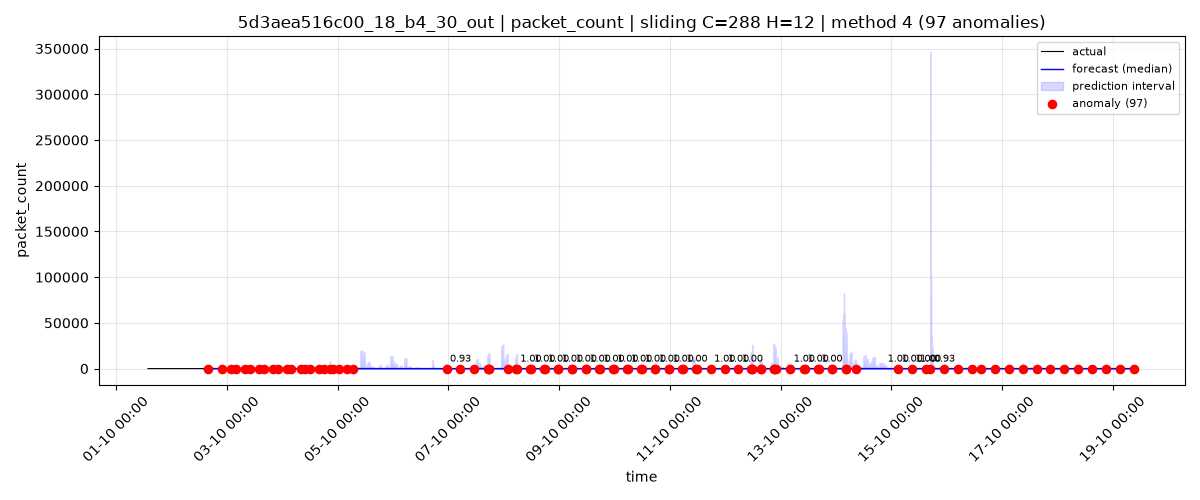 5d3aea516c00_18_b4_30_out | packet_count | sliding C=288 H=12 | method 4 (97 anomalies)
actual
forecast (median)
prediction interval
anomaly (97)
packet_count
350000
300000
250000
200000
150000
100000
50000
0
0.93
0.93
01-10 00:00
03-10 00:00
05-10 00:00
07-10 00:00
09-10 00:00
11-10 00:00
13-10 00:00
15-10 00:00
17-10 00:00
19-10 00:00
time